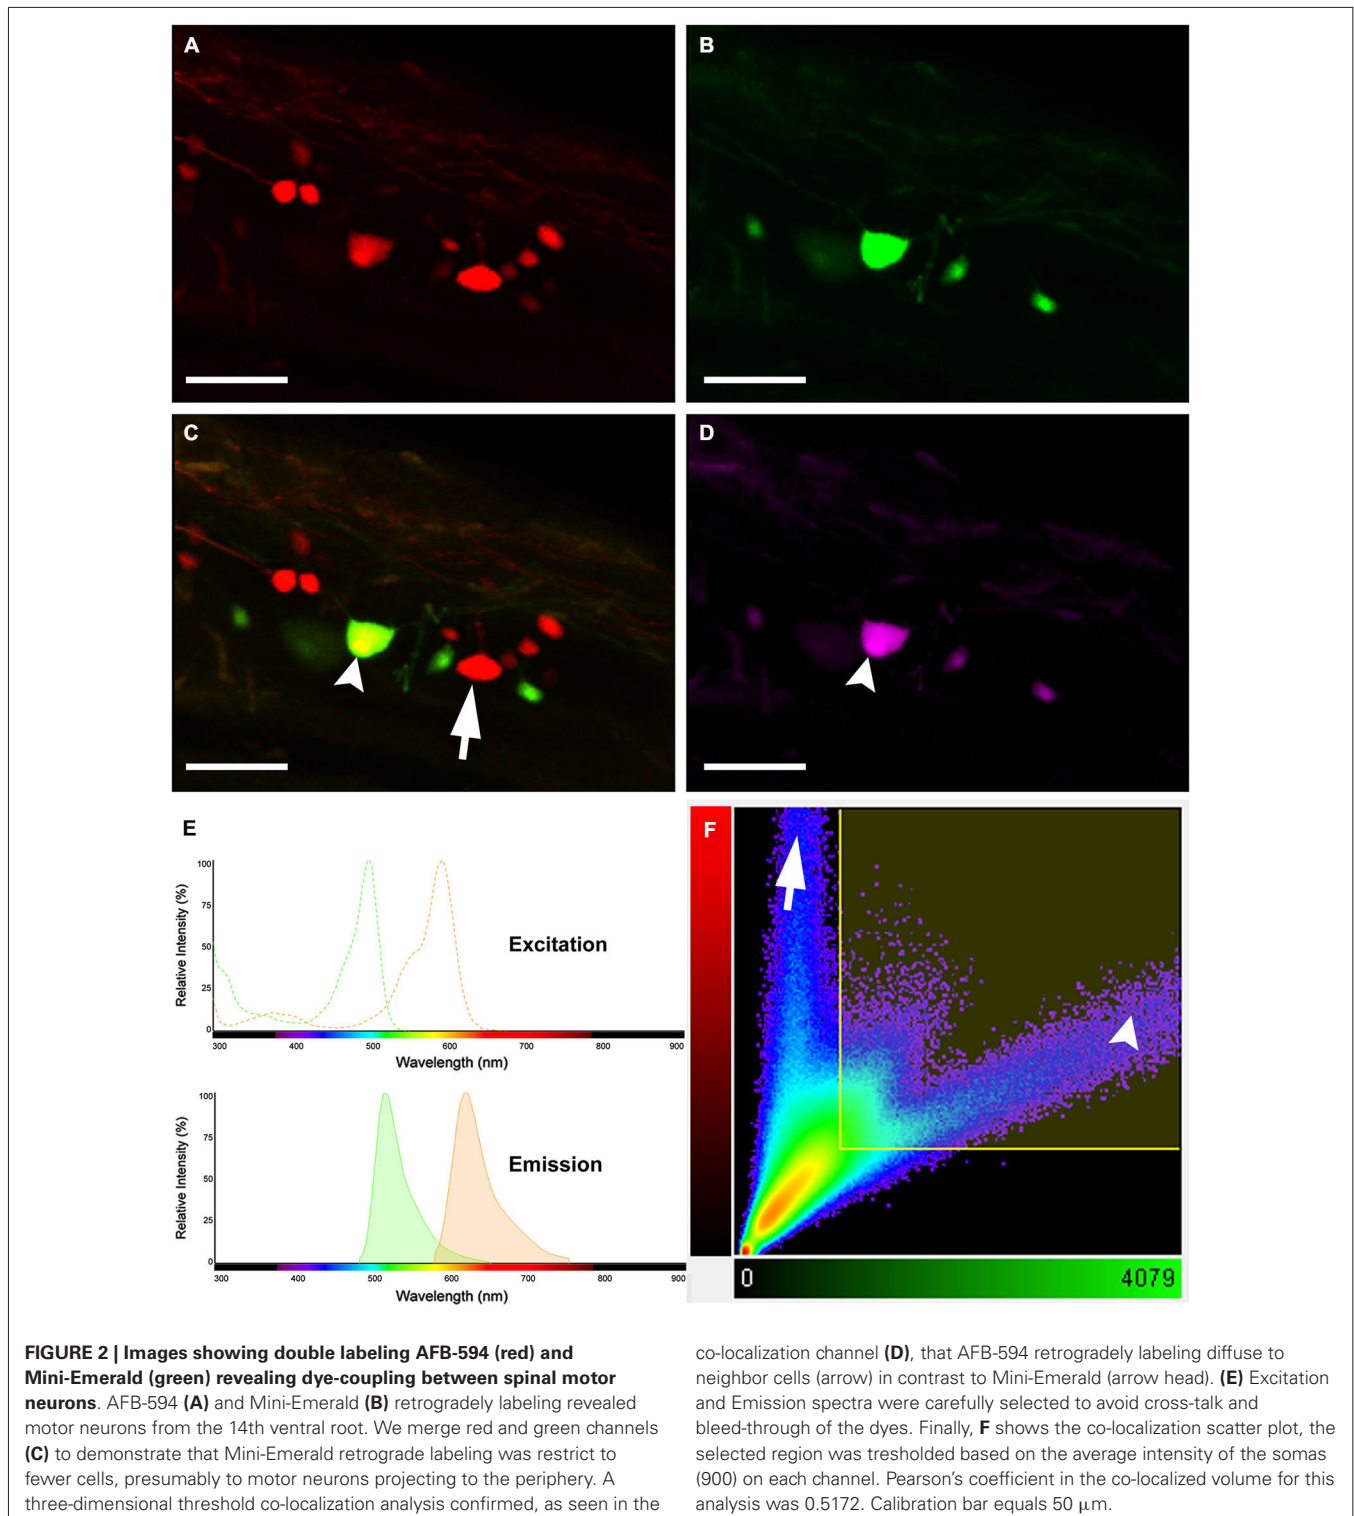 A
B
C
D
E
100
75
50
25
0
Relative Intensity (%)
Excitation
300 400 500 600 700 800 900
Wavelength (nm)
100
75
50
25
0
Relative Intensity (%)
Emission
300 400 500 600 700 800 900
Wavelength (nm)
F
0 4079
FIGURE 2 | Images showing double labeling AFB-594 (red) and
Mini-Emerald (green) revealing dye-coupling between spinal motor
neurons. AFB-594 (A) and Mini-Emerald (B) retrogradely labeling revealed
motor neurons from the 14th ventral root. We merge red and green channels
(C) to demonstrate that Mini-Emerald retrograde labeling was restrict to
fewer cells, presumably to motor neurons projecting to the periphery. A
three-dimensional threshold co-localization analysis confirmed, as seen in the
co-localization channel (D), that AFB-594 retrogradely labeling diffuse to
neighbor cells (arrow) in contrast to Mini-Emerald (arrow head). (E) Excitation
and Emission spectra were carefully selected to avoid cross-talk and
bleed-through of the dyes. Finally, F shows the co-localization scatter plot, the
selected region was tresholded based on the average intensity of the somas
(900) on each channel. Pearson's coefficient in the co-localized volume for this
analysis was 0.5172. Calibration bar equals 50 μm.